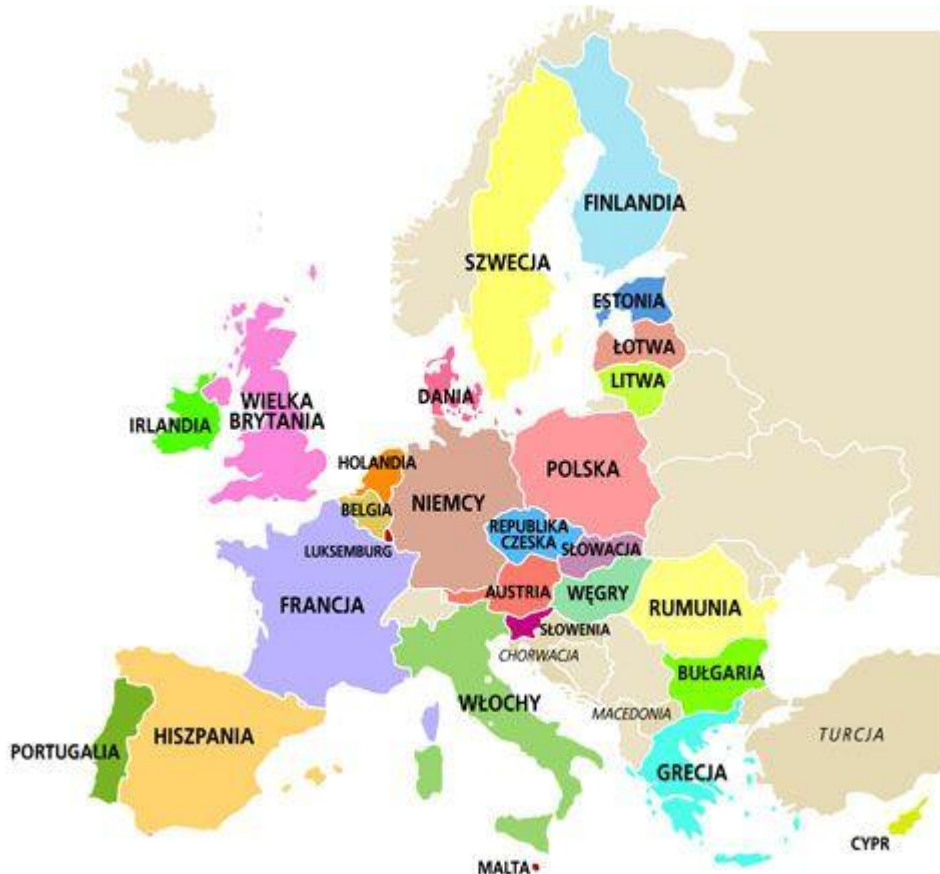 FINLANDIA
SZWECJA
ESTONIA
ŁOTWA
LITWA
DANIA
WIELKA
BRYTANIA
IRLANDIA
HOLANDIA
POLSKA
NIEMCY
BELGIA
REPUBLIKA
CZESKA
SŁOWACJA
LUKSEMBURG
AUSTRIA
WĘGRY
FRANCJA
RUMUNIA
SŁOWENIA
CHORWACJA
BUŁGARIA
WŁOCHY
MACEDONIA
HISZPANIA
TURCJA
PORTUGALIA
GRECJA
CYPR
MALTA